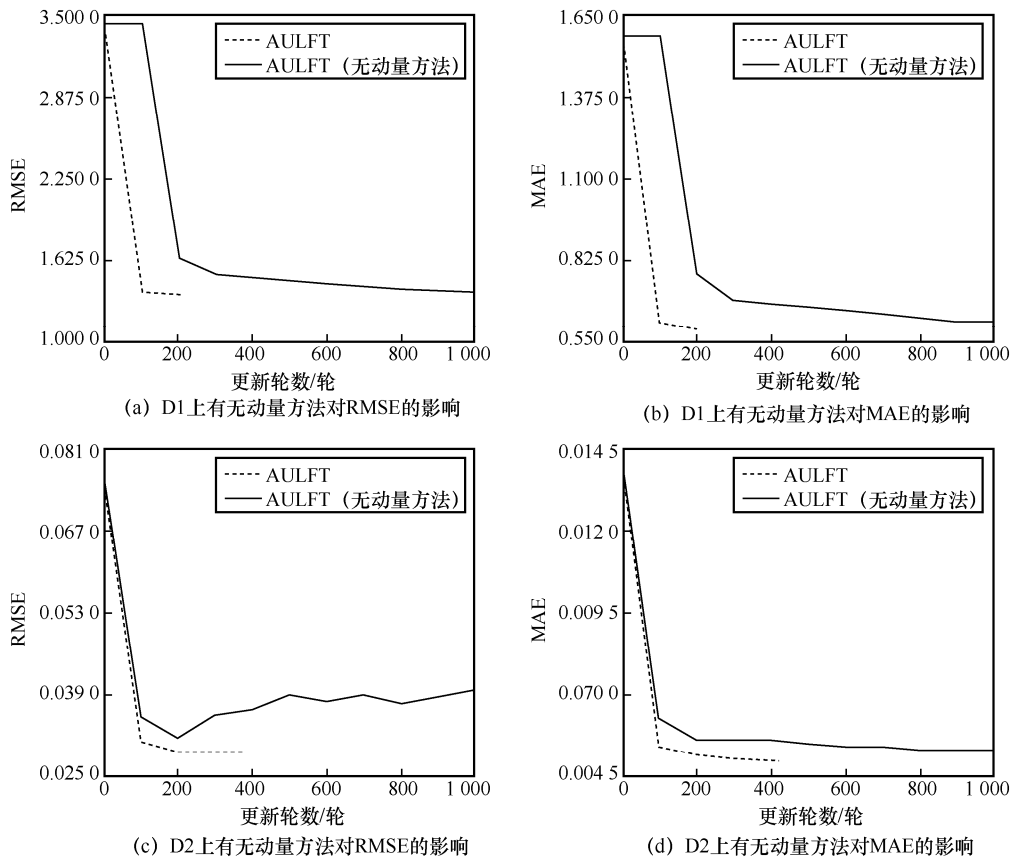 3.500 0
2.875 0
2.250 0
1.625 0
1.000 0
RMSE
AULFT
AULFT（无动量方法）
0 200 400 600 800 1 000
更新轮数/轮
（a）D1上有无动量方法对RMSE的影响
1.650 0
1.375 0
1.100 0
0.825 0
0.550 0
MAE
AULFT
AULFT（无动量方法）
0 200 400 600 800 1 000
更新轮数/轮
（b）D1上有无动量方法对MAE的影响
0.081 0
0.067 0
0.053 0
0.039 0
0.025 0
RMSE
AULFT
AULFT（无动量方法）
0 200 400 600 800 1 000
更新轮数/轮
（c）D2上有无动量方法对RMSE的影响
0.014 5
0.012 0
0.009 5
0.070 0
0.004 5
MAE
AULFT
AULFT（无动量方法）
0 200 400 600 800 1 000
更新轮数/轮
（d）D2上有无动量方法对MAE的影响